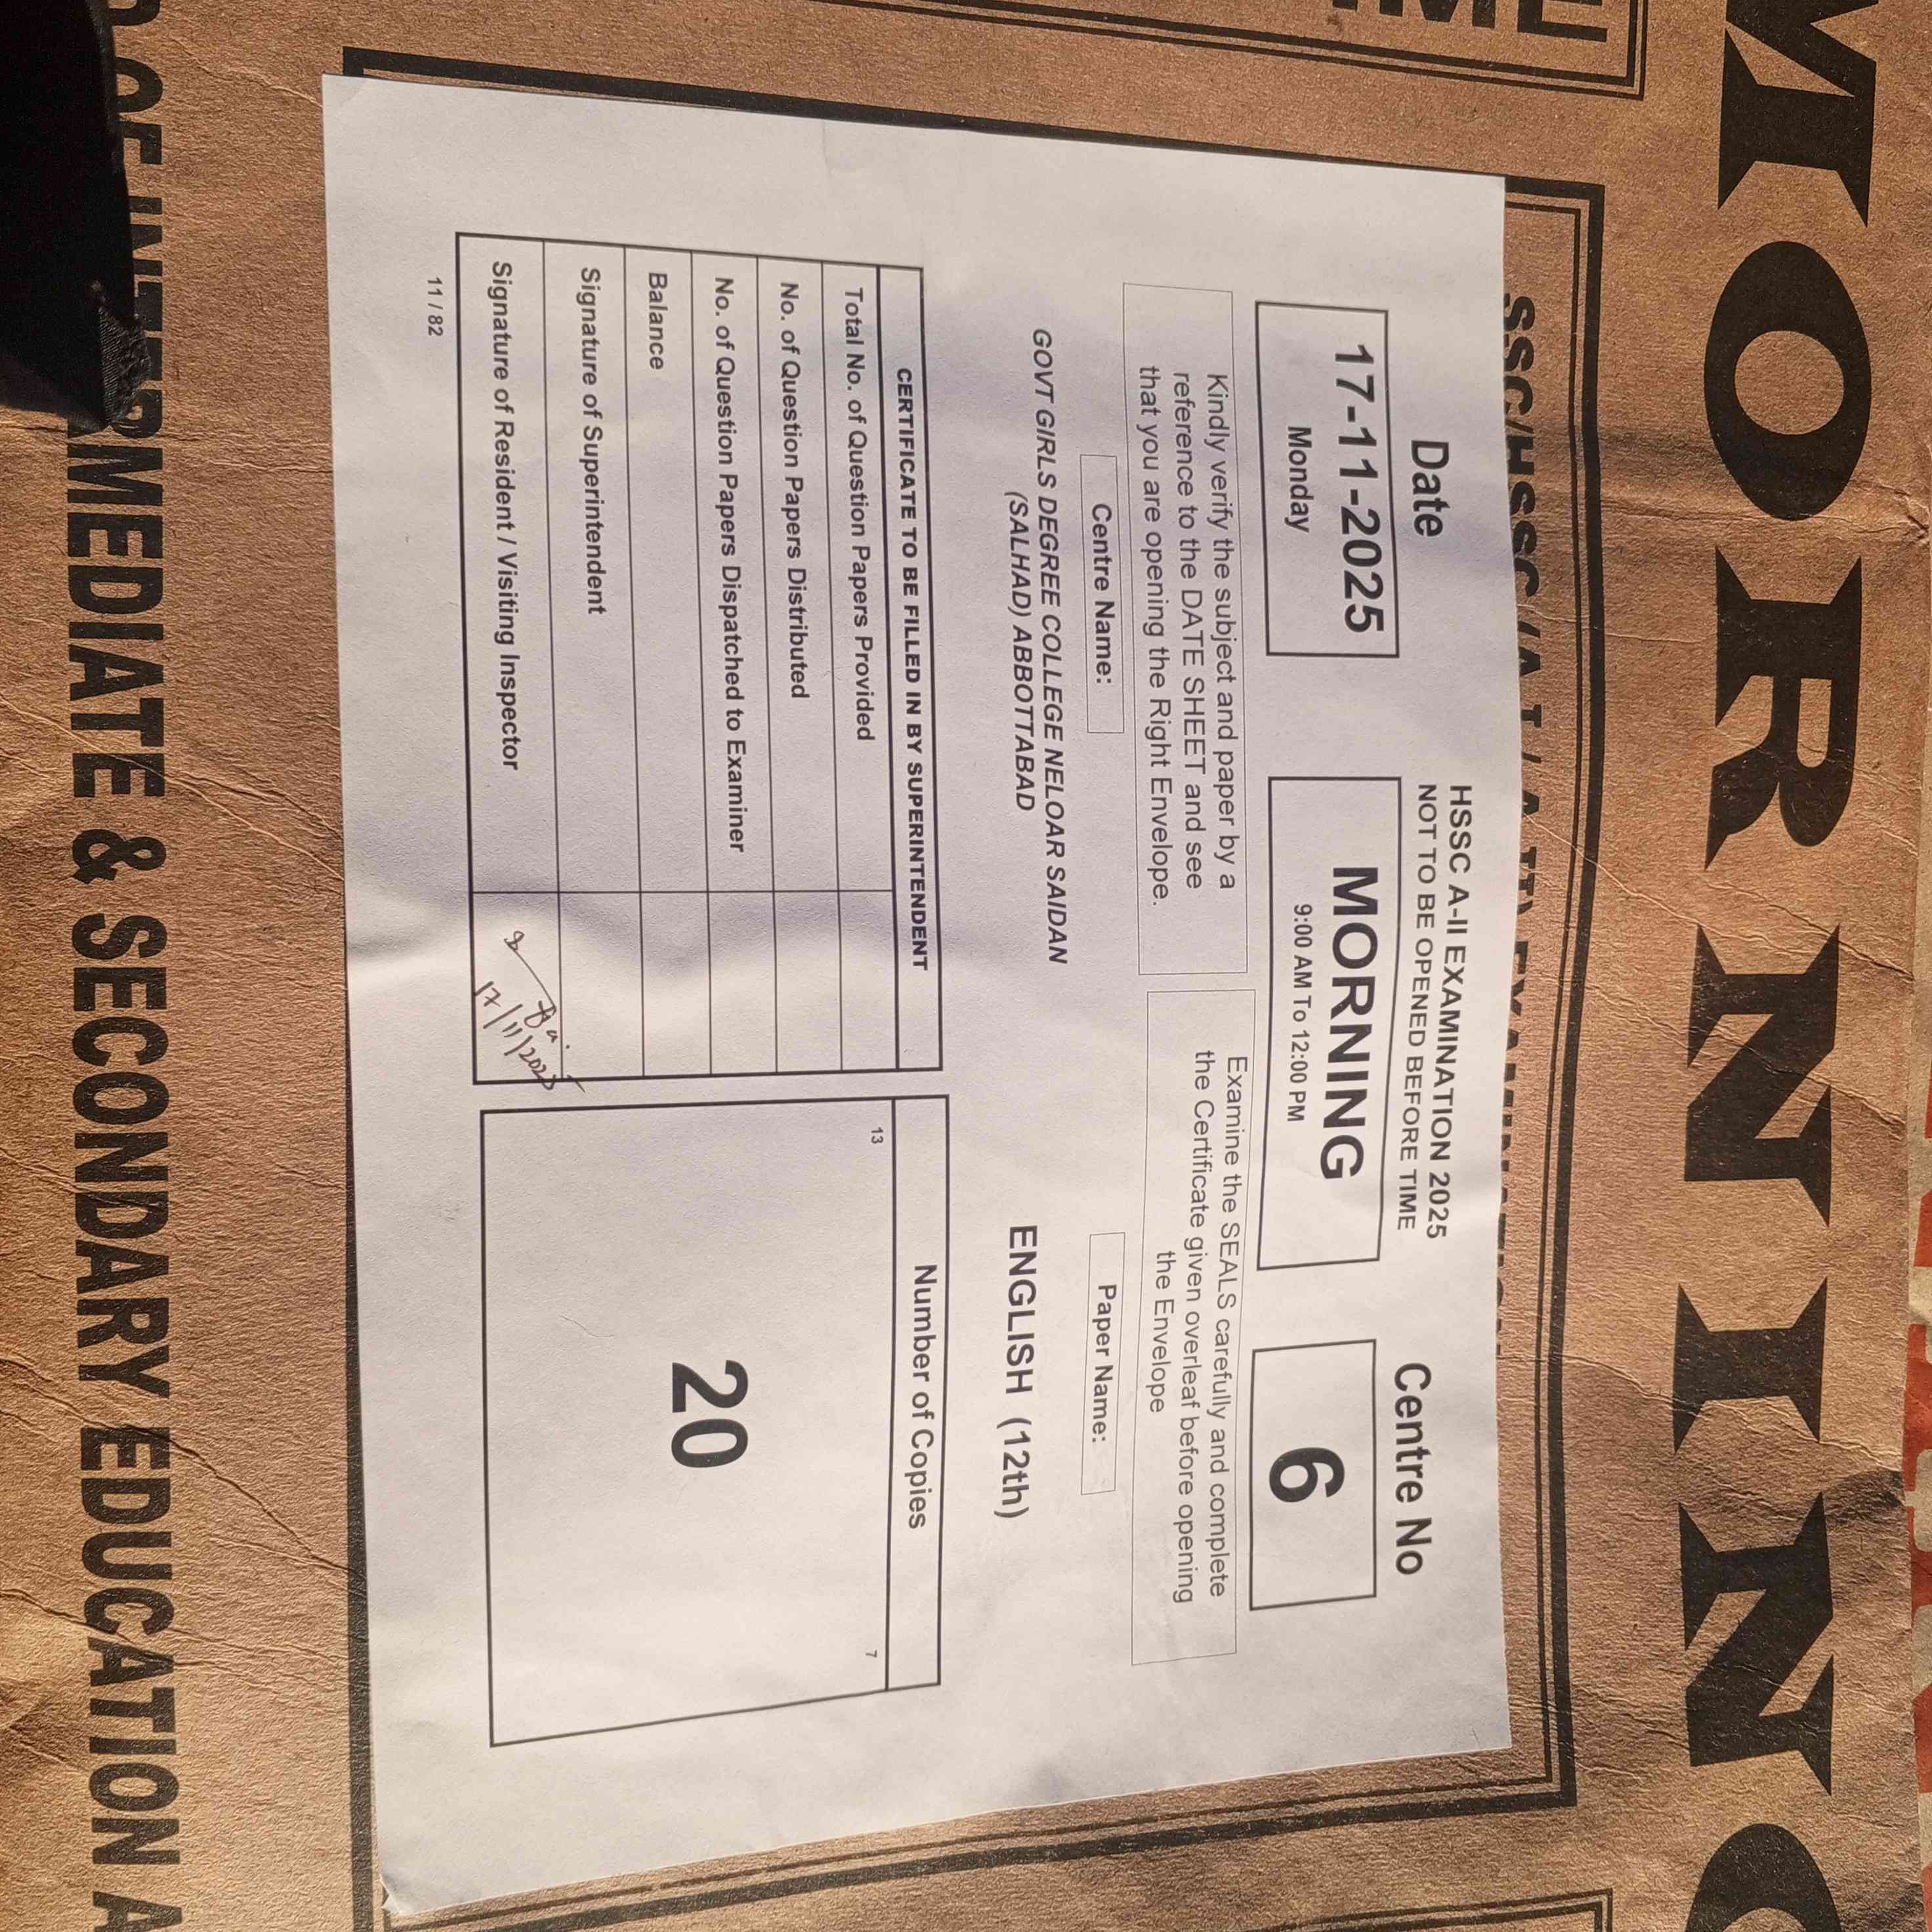 MORNING
SSC/HSSC (A-I / A-II) EXAMINATION
Date
17-11-2025
Monday
HSSC A-II EXAMINATION 2025
NOT TO BE OPENED BEFORE TIME
MORNING
9:00 AM To 12:00 PM
Centre No
6
Kindly verify the subject and paper by a
reference to the DATE SHEET and see
that you are opening the Right Envelope.
Examine the SEALS carefully and complete
the Certificate given overleaf before opening
the Envelope
Centre Name:
GOVT GIRLS DEGREE COLLEGE NELOAR SAIDAN
(SALHAD) ABBOTTABAD
Paper Name:
ENGLISH (12th)
CERTIFICATE TO BE FILLED IN BY SUPERINTENDENT
Total No. of Question Papers Provided
No. of Question Papers Distributed
No. of Question Papers Dispatched to Examiner
Balance
Signature of Superintendent
Signature of Resident / Visiting Inspector
17/11/2025
Number of Copies
13 7
20
11 / 82
OF INTERMEDIATE & SECONDARY EDUCATION A